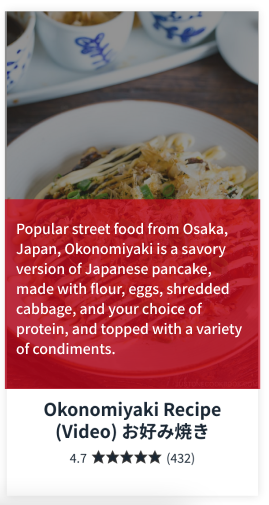 Popular street food from Osaka,
Japan, Okonomiyaki is a savory
version of Japanese pancake,
made with flour, eggs, shredded
cabbage, and your choice of
protein, and topped with a variety
of condiments.
Okonomiyaki Recipe
(Video) お好み焼き
4.7 ★★★★★ (432)